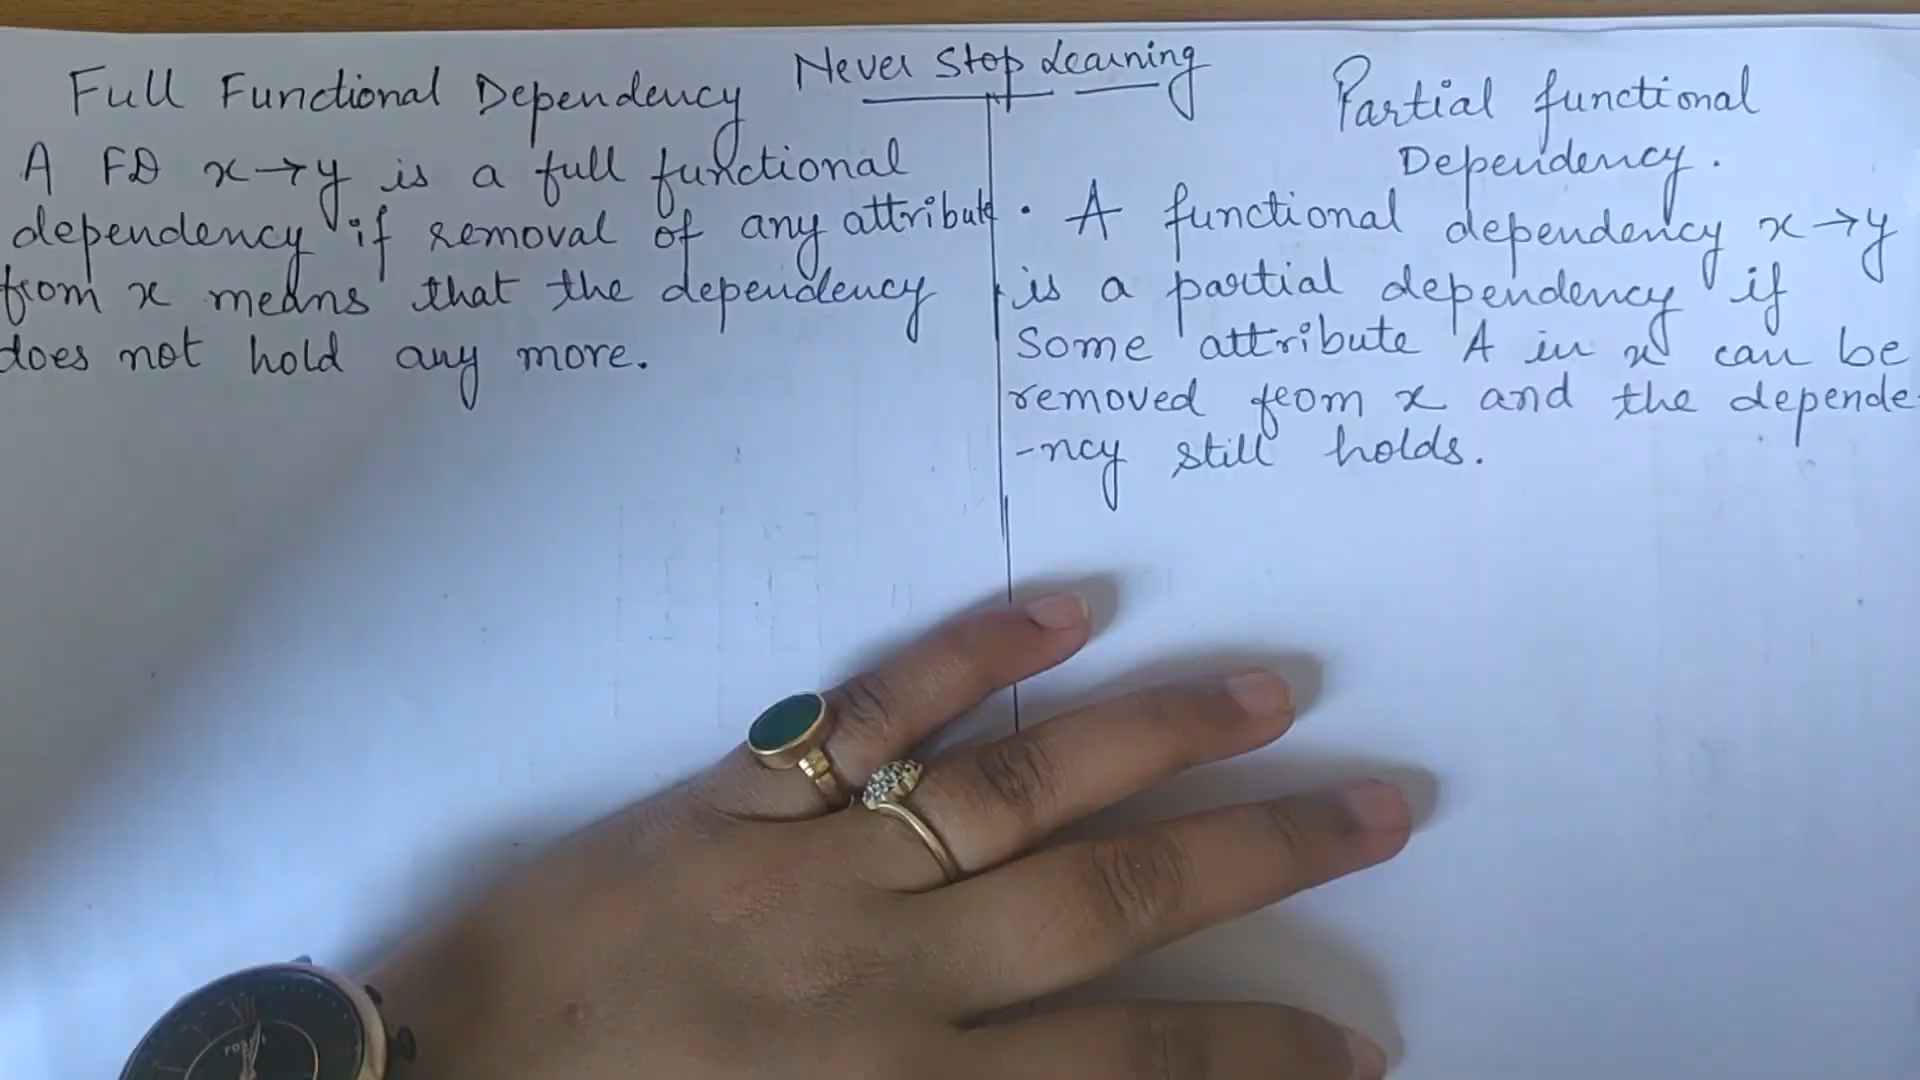 Never Stop Learning
Full Functional Dependency
A FD x→y is a full functional
dependency if removal of any attribute
from x means that the dependency
does not hold any more.
Partial functional
Dependency.
· A functional dependency x→y
is a partial dependency if
Some attribute A in x can be
removed from x and the depende
-ncy still holds.